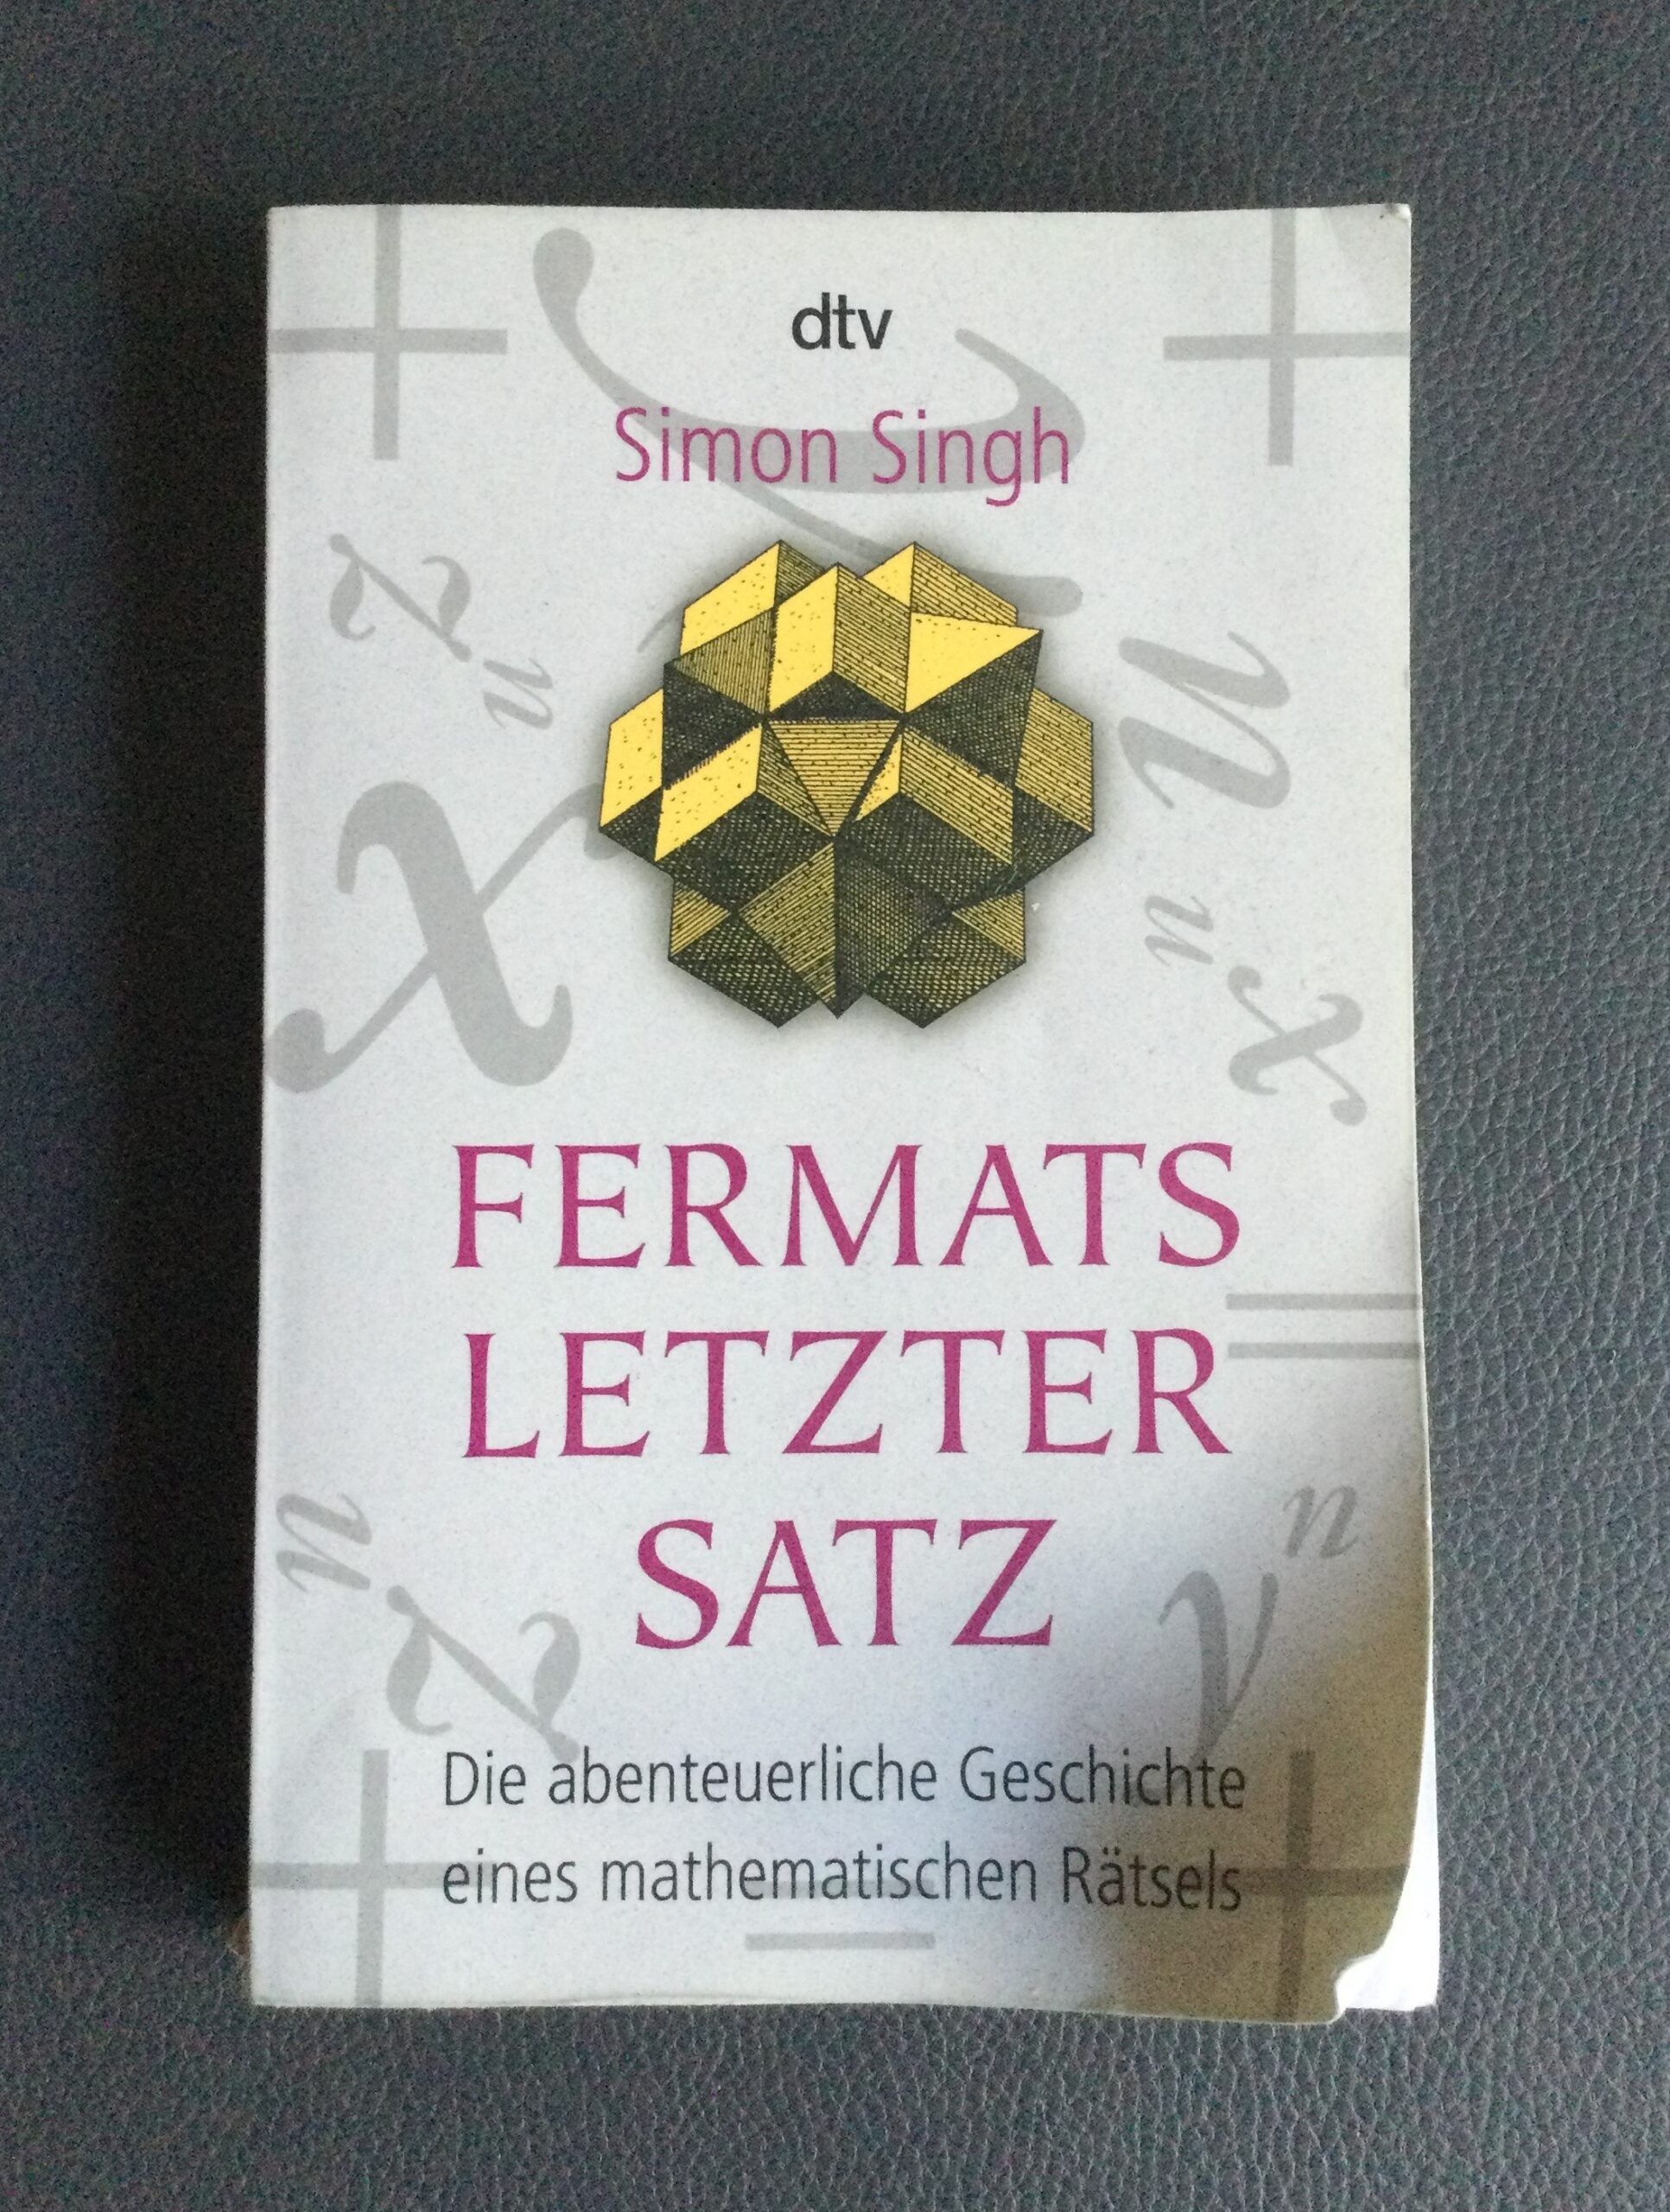 dtv
Simon Singh
FERMATS
LETZTER
SATZ
Die abenteuerliche Geschichte
eines mathematischen Rätsels